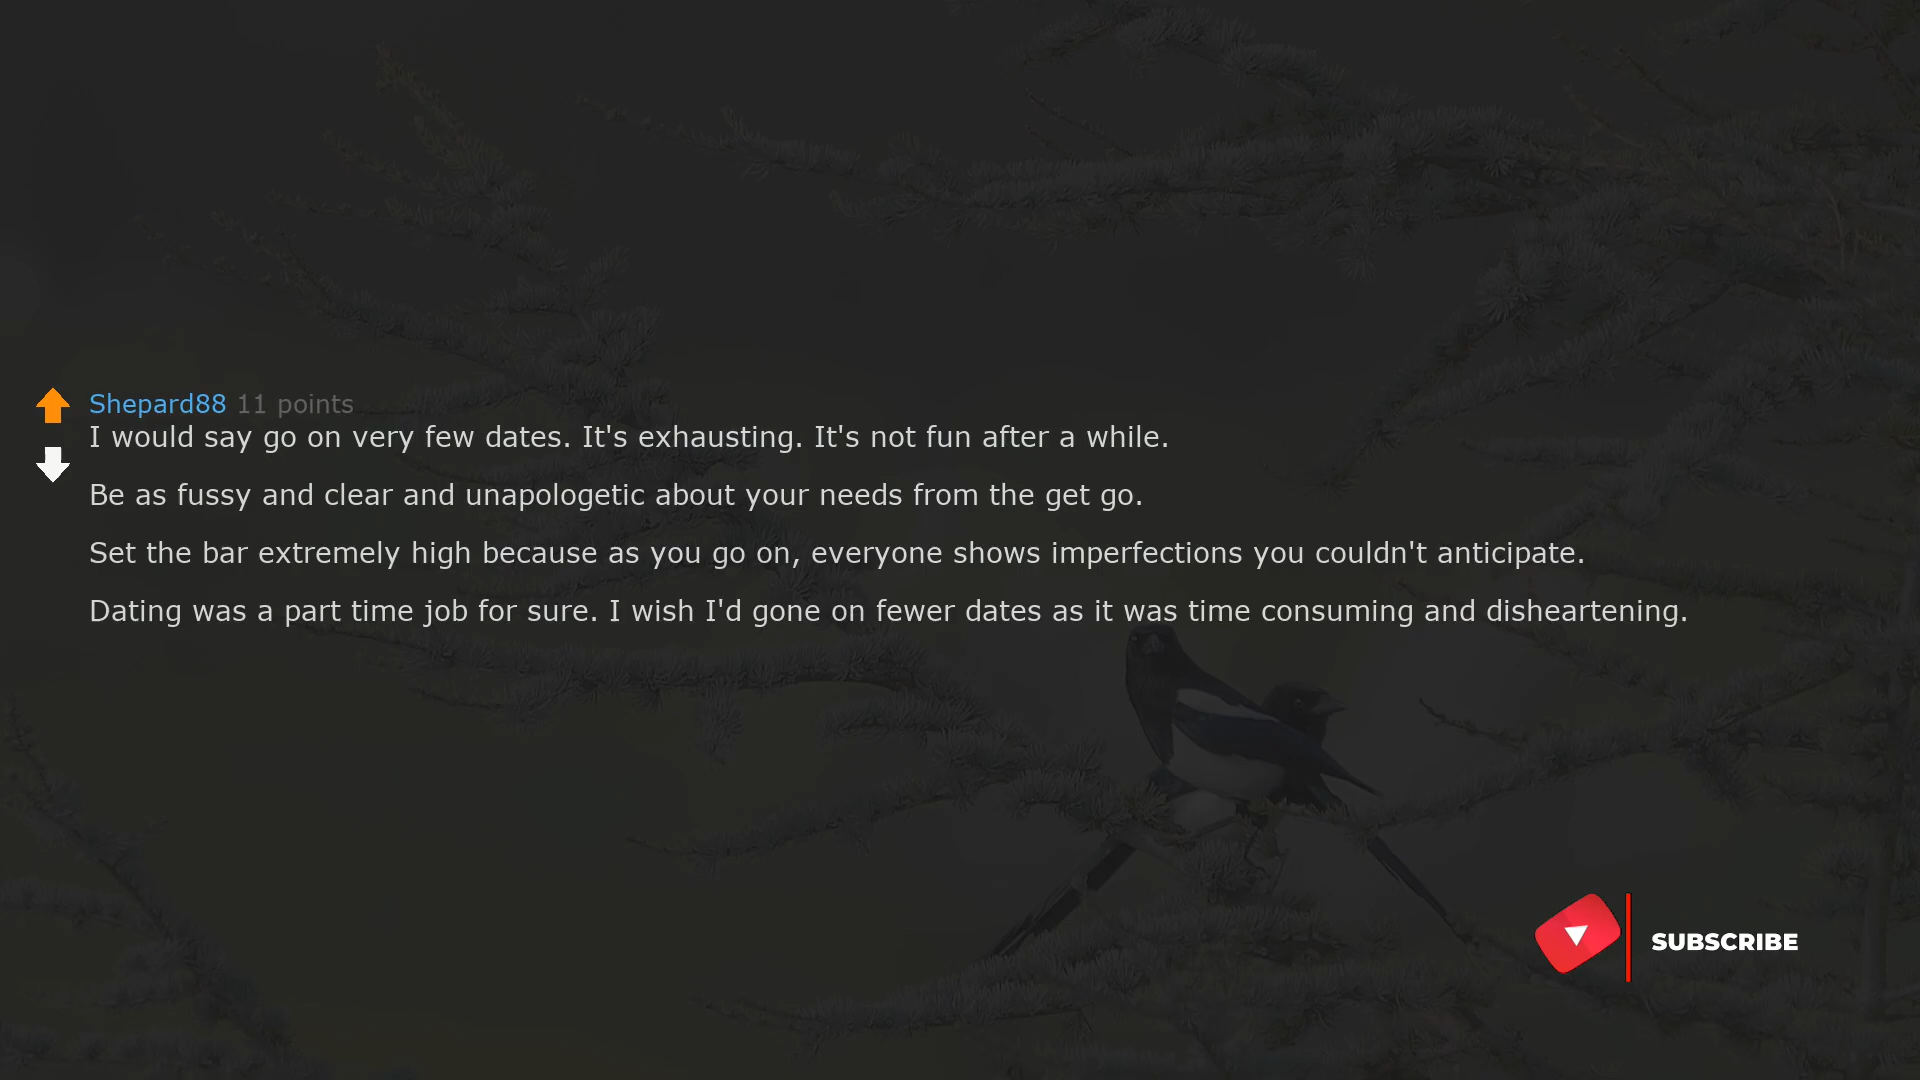 Shepard88 11 points
I would say go on very few dates. It's exhausting. It's not fun after a while.
Be as fussy and clear and unapologetic about your needs from the get go.
Set the bar extremely high because as you go on, everyone shows imperfections you couldn't anticipate.
Dating was a part time job for sure. I wish I'd gone on fewer dates as it was time consuming and disheartening.
SUBSCRIBE